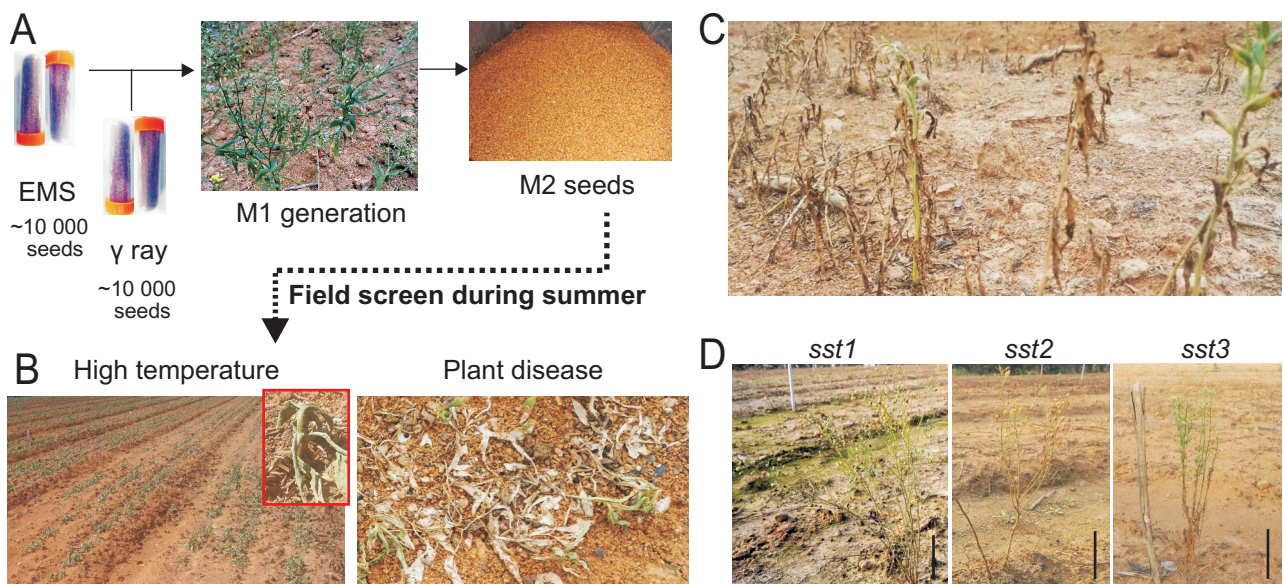 A
EMS
~10 000
seeds
γ ray
~10 000
seeds
M1 generation
M2 seeds
Field screen during summer
B
High temperature
Plant disease
C
D
sst1
sst2
sst3